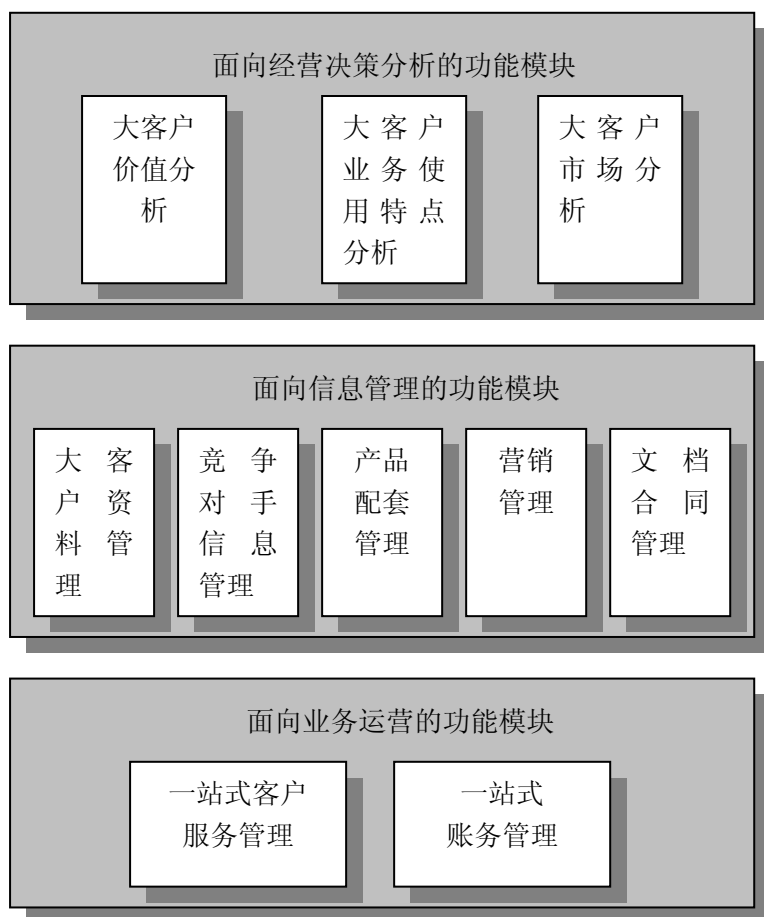 面向经营决策分析的功能模块
大客户
价值分
析
大客户
业务使
用特点
分析
大客户
市场分
析
面向信息管理的功能模块
大客
户资
料管
理
竞争
对手
信息
管理
产品
配套
管理
营销
管理
文档
合同
管理
面向业务运营的功能模块
一站式客户
服务管理
一站式
账务管理